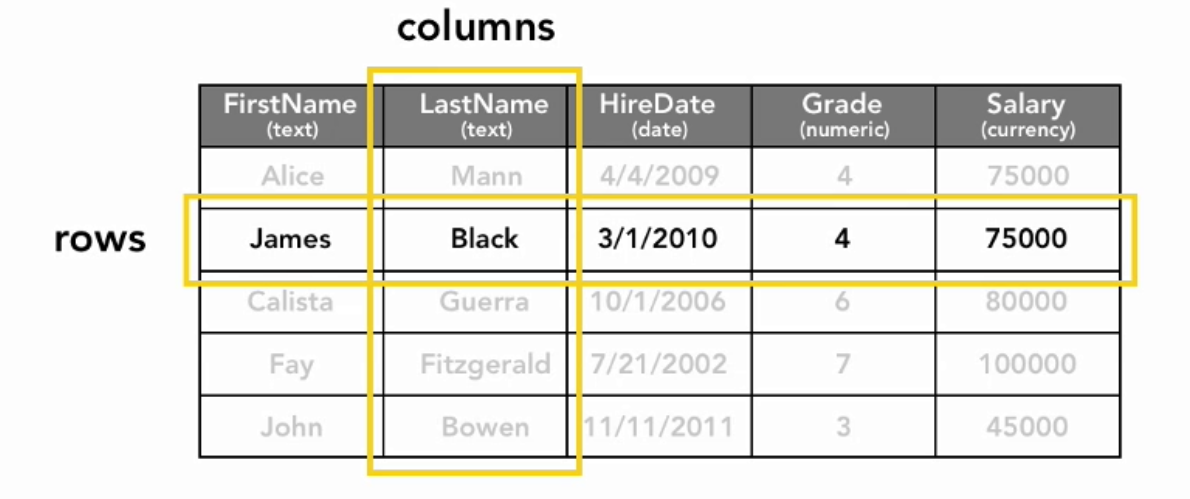 columns
FirstName LastName HireDate Grade Salary
(text) (text) (date) (numeric) (currency)
Alice Mann 4/4/2009 4 75000
rows James Black 3/1/2010 4 75000
Calista Guerra 10/1/2006 6 80000
Fay Fitzgerald 7/21/2002 7 100000
John Bowen 11/11/2011 3 45000